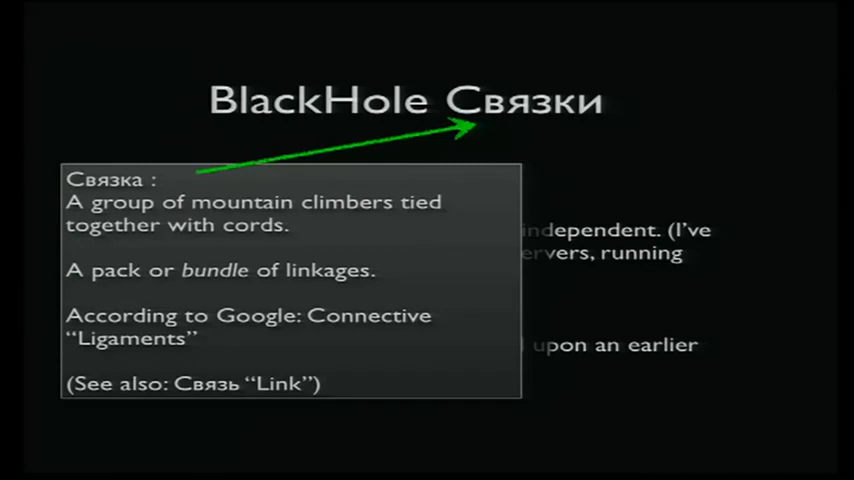 BlackHole Связки
Связка :
A group of mountain climbers tied
together with cords.
independent. (I've
ervers, running
A pack or bundle of linkages.
According to Google: Connective
"Ligaments"
upon an earlier
(See also: Связь "Link")